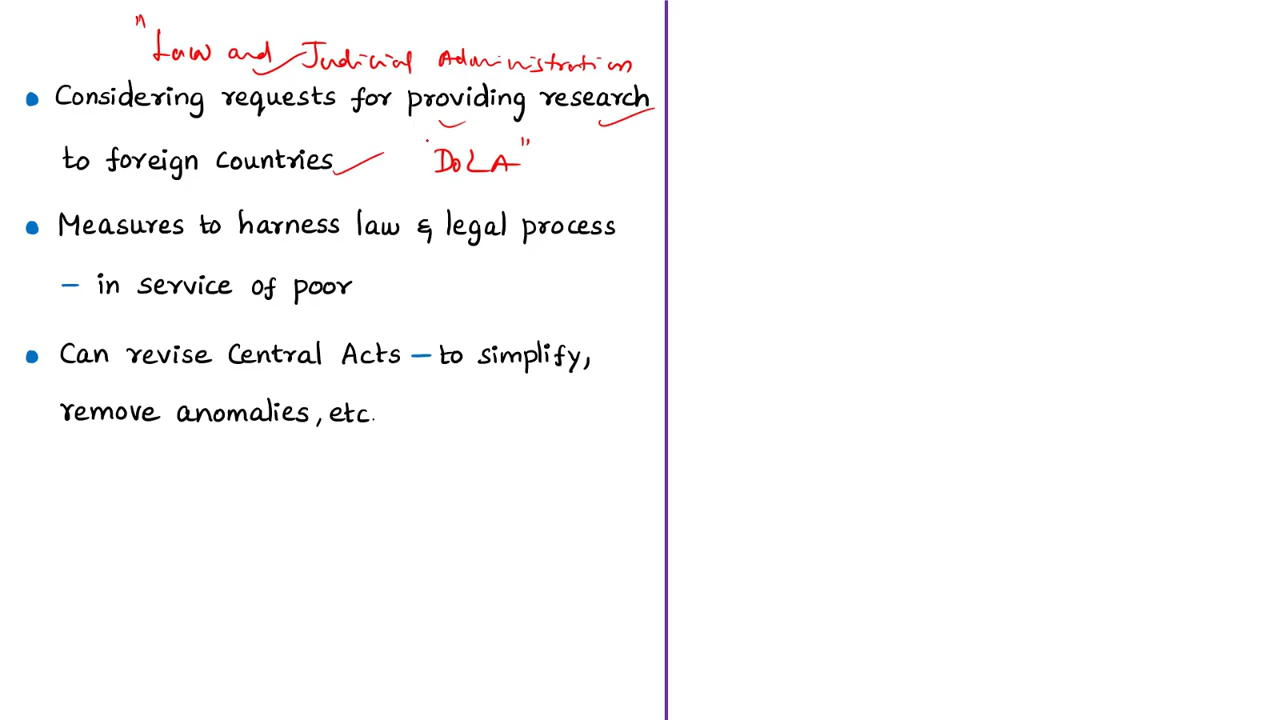 "Law and Judicial Administration
• Considering requests for providing research
to foreign countries DoLA"
• Measures to harness law & legal process
– in service of poor
• Can revise Central Acts – to simplify,
remove anomalies, etc.